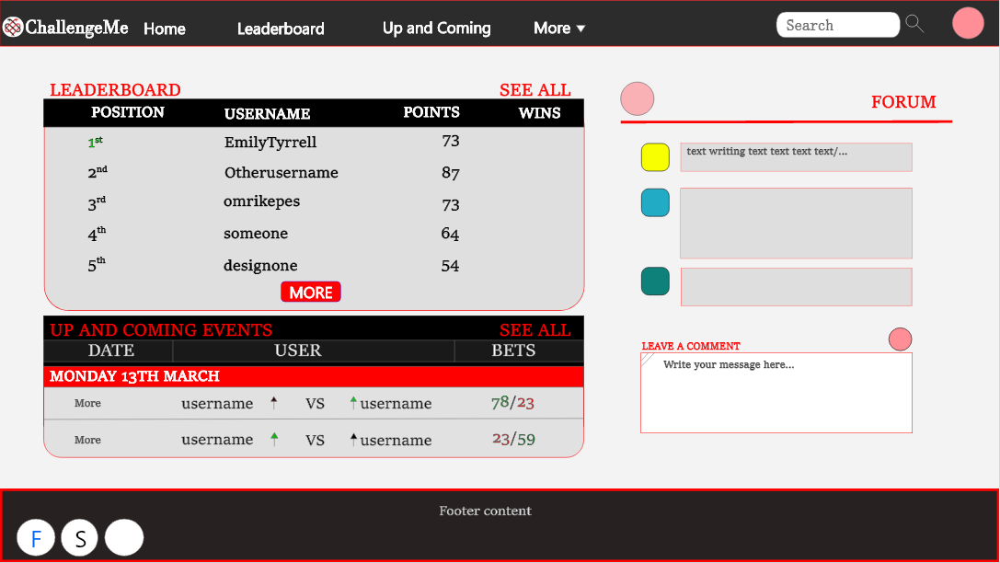 ChallengeMe Home Leaderboard Up and Coming More Search
LEADERBOARD SEE ALL
POSITION USERNAME POINTS WINS
1st EmilyTyrrell 73
2nd Otherusername 87
3rd omrikepes 73
4th someone 64
5th designone 54
MORE
UP AND COMING EVENTS SEE ALL
DATE USER BETS
MONDAY 13TH MARCH
More username VS username 78/23
More username VS username 23/59
FORUM
text writing text text text text/...
LEAVE A COMMENT
Write your message here...
Footer content
F S